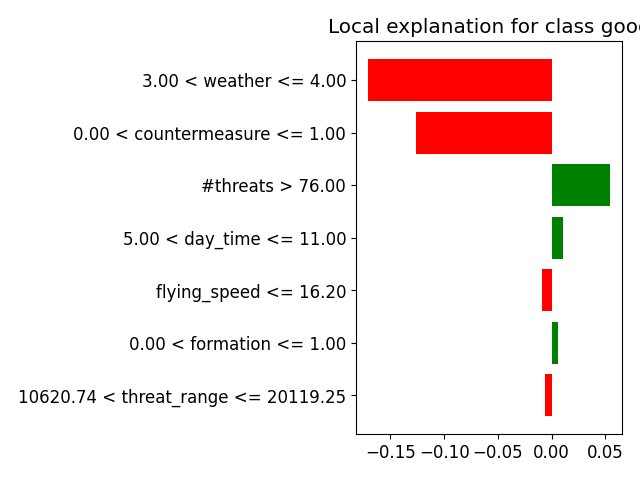 Local explanation for class good
3.00 < weather <= 4.00
0.00 < countermeasure <= 1.00
#threats > 76.00
5.00 < day_time <= 11.00
flying_speed <= 16.20
0.00 < formation <= 1.00
10620.74 < threat_range <= 20119.25
−0.15 −0.10 −0.05 0.00 0.05